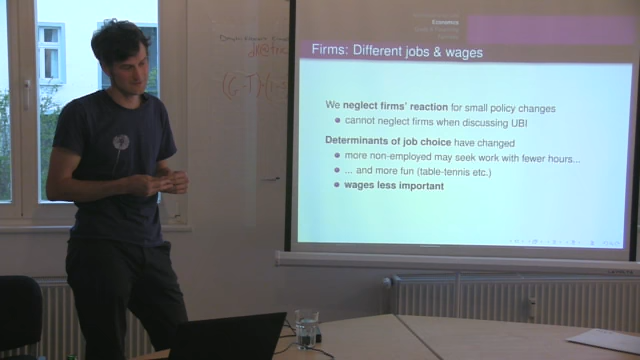 Economics
Firms: Different jobs & wages
We neglect firms' reaction for small policy changes
cannot neglect firms when discussing UBI
Determinants of job choice have changed
more non-employed may seek work with fewer hours...
... and more fun (table-tennis etc.)
wages less important